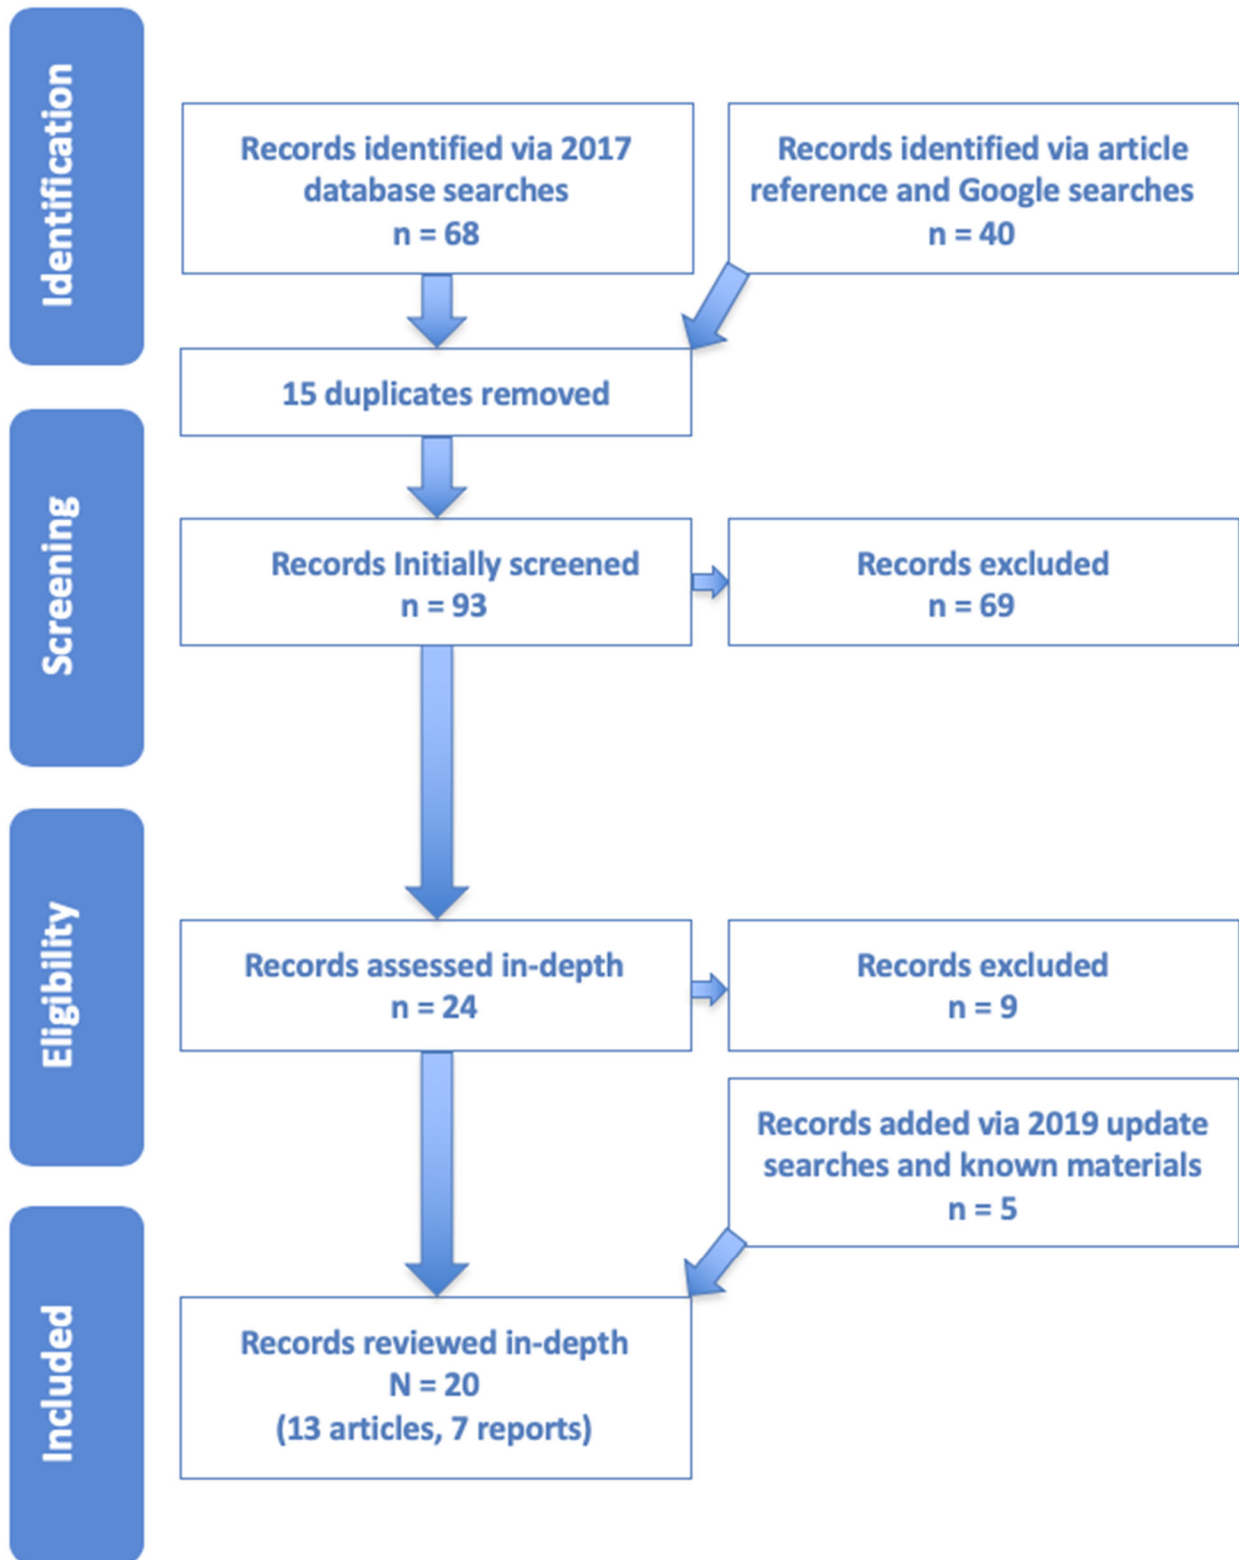 Identification
Records identified via 2017
database searches
n = 68
Records identified via article
reference and Google searches
n = 40
15 duplicates removed
Screening
Records Initially screened
n = 93
Records excluded
n = 69
Eligibility
Records assessed in-depth
n = 24
Records excluded
n = 9
Records added via 2019 update
searches and known materials
n = 5
Included
Records reviewed in-depth
N = 20
(13 articles, 7 reports)